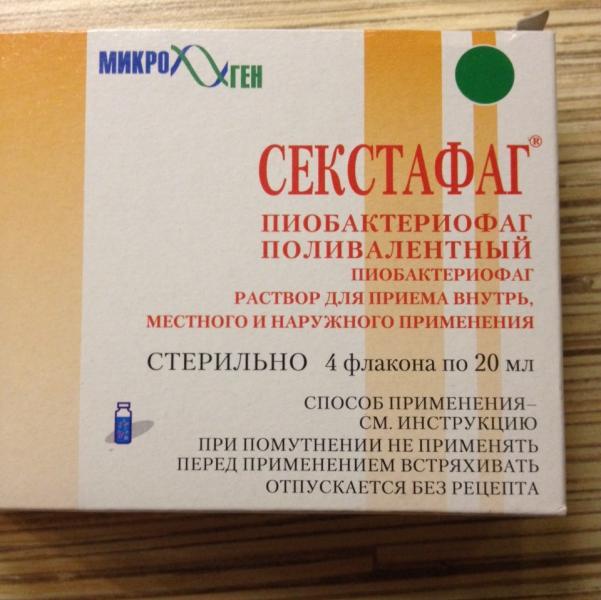 МИКРОГЕН
СЕКСТАФАГ®
ПИОБАКТЕРИОФАГ
ПОЛИВАЛЕНТНЫЙ
ПИОБАКТЕРИОФАГ
РАСТВОР ДЛЯ ПРИЕМА ВНУТРЬ,
МЕСТНОГО И НАРУЖНОГО ПРИМЕНЕНИЯ
СТЕРИЛЬНО 4 флакона по 20 мл
СПОСОБ ПРИМЕНЕНИЯ–
СМ. ИНСТРУКЦИЮ
ПРИ ПОМУТНЕНИИ НЕ ПРИМЕНЯТЬ
ПЕРЕД ПРИМЕНЕНИЕМ ВСТРЯХИВАТЬ
ОТПУСКАЕТСЯ БЕЗ РЕЦЕПТА